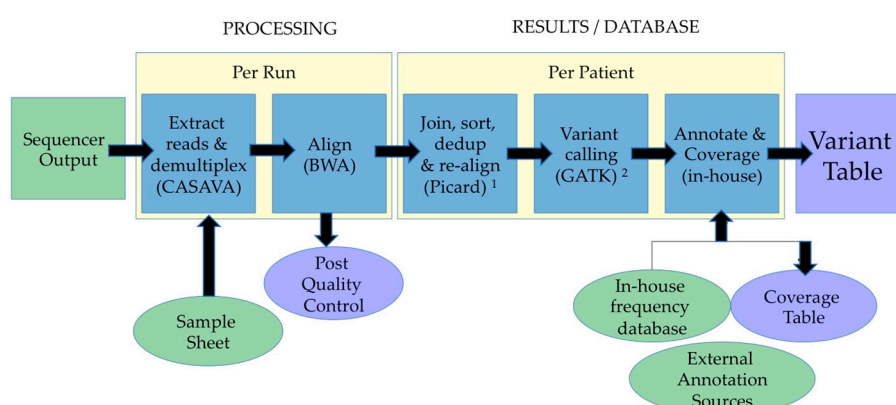 PROCESSING
RESULTS / DATABASE
Per Run
Per Patient
Sequencer
Output
Extract
reads &
demultiplex
(CASAVA)
Align
(BWA)
Join, sort,
dedup
& re-align
(Picard) 1
Variant
calling
(GATK) 2
Annotate &
Coverage
(in-house)
Variant
Table
Sample
Sheet
Post
Quality
Control
In-house
frequency
database
Coverage
Table
External
Annotation
Sources